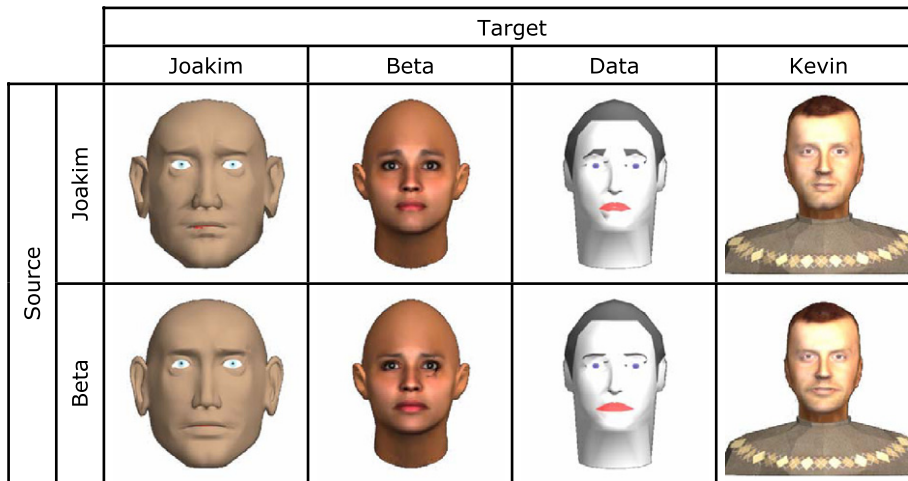 Target
Joakim Beta Data Kevin
Source
Joakim
Beta